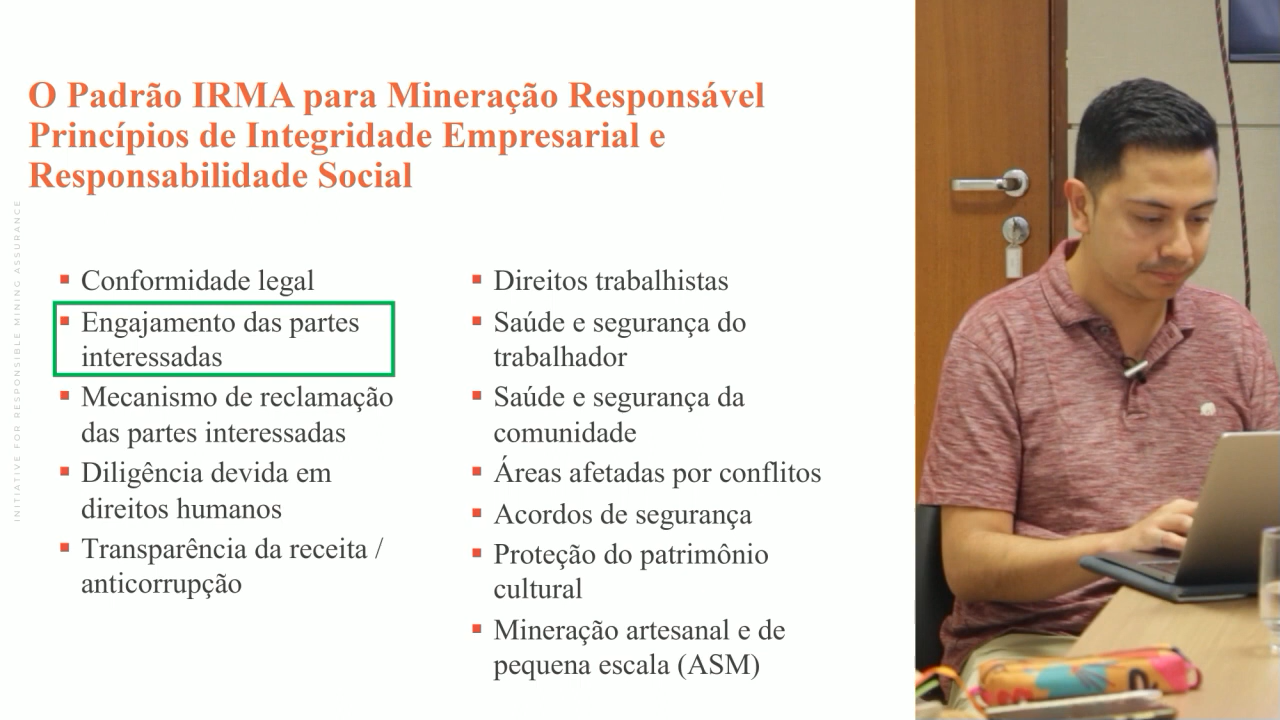 O Padrão IRMA para Mineração Responsável
Princípios de Integridade Empresarial e
Responsabilidade Social
INITIATIVE FOR RESPONSIBLE MINING ASSURANCE
Conformidade legal
Engajamento das partes
interessadas
Mecanismo de reclamação
das partes interessadas
Diligência devida em
direitos humanos
Transparência da receita /
anticorrupção
Direitos trabalhistas
Saúde e segurança do
trabalhador
Saúde e segurança da
comunidade
Áreas afetadas por conflitos
Acordos de segurança
Proteção do patrimônio
cultural
Mineração artesanal e de
pequena escala (ASM)